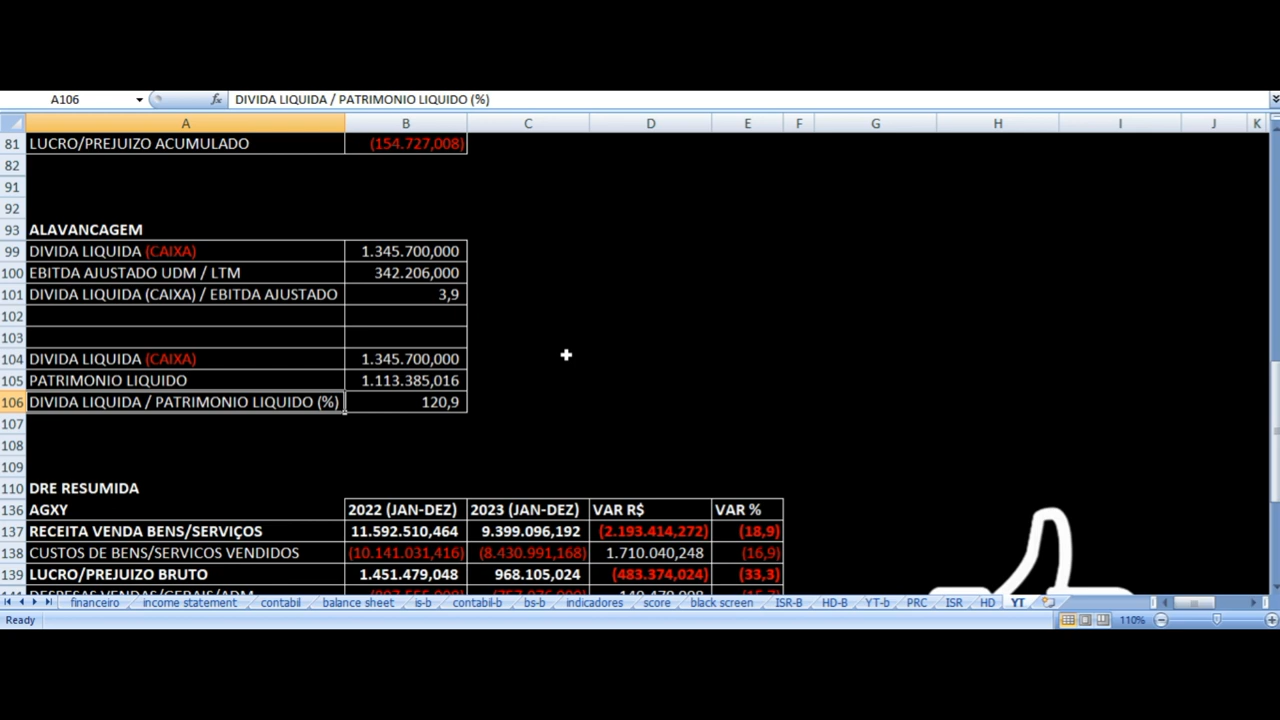 A106 fx DIVIDA LIQUIDA / PATRIMONIO LIQUIDO (%)
A B C D E F G H I J K
81 LUCRO/PREJUIZO ACUMULADO (154.727,008)
82
91
92
93 ALAVANCAGEM
99 DIVIDA LIQUIDA (CAIXA) 1.345.700,000
100 EBITDA AJUSTADO UDM / LTM 342.206,000
101 DIVIDA LIQUIDA (CAIXA) / EBITDA AJUSTADO 3,9
102
103
104 DIVIDA LIQUIDA (CAIXA) 1.345.700,000
105 PATRIMONIO LIQUIDO 1.113.385,016
106 DIVIDA LIQUIDA / PATRIMONIO LIQUIDO (%) 120,9
107
108
109
110 DRE RESUMIDA
136 AGXY 2022 (JAN-DEZ) 2023 (JAN-DEZ) VAR R$ VAR %
137 RECEITA VENDA BENS/SERVIÇOS 11.592.510,464 9.399.096,192 (2.193.414,272) (18,9)
138 CUSTOS DE BENS/SERVICOS VENDIDOS (10.141.031,416) (8.430.991,168) 1.710.040,248 (16,9)
139 LUCRO/PREJUIZO BRUTO 1.451.479,048 968.105,024 (483.374,024) (33,3)
financeiro income statement contabil balance sheet is-b contabil-b bs-b indicadores score black screen ISR-B HD-B YT-b PRC ISR HD YT
Ready 110%